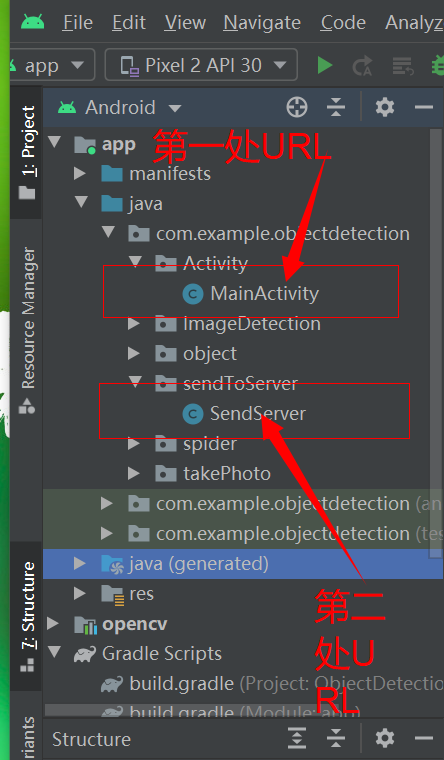 File Edit View Navigate Code Analyz
app Pixel 2 API 30
1: Project
Android
app
第一处URL
manifests
java
com.example.objectdetection
Activity
MainActivity
ImageDetection
object
sendToServer
SendServer
spider
takePhoto
com.example.objectdetection (an
com.example.objectdetection (tes
java (generated)
res
opencv
Gradle Scripts
build.gradle (Project: ObjectDetectio
build.gradle (Module: app)
第二
处U
RL
Resource Manager
7: Structure
riants
Structure